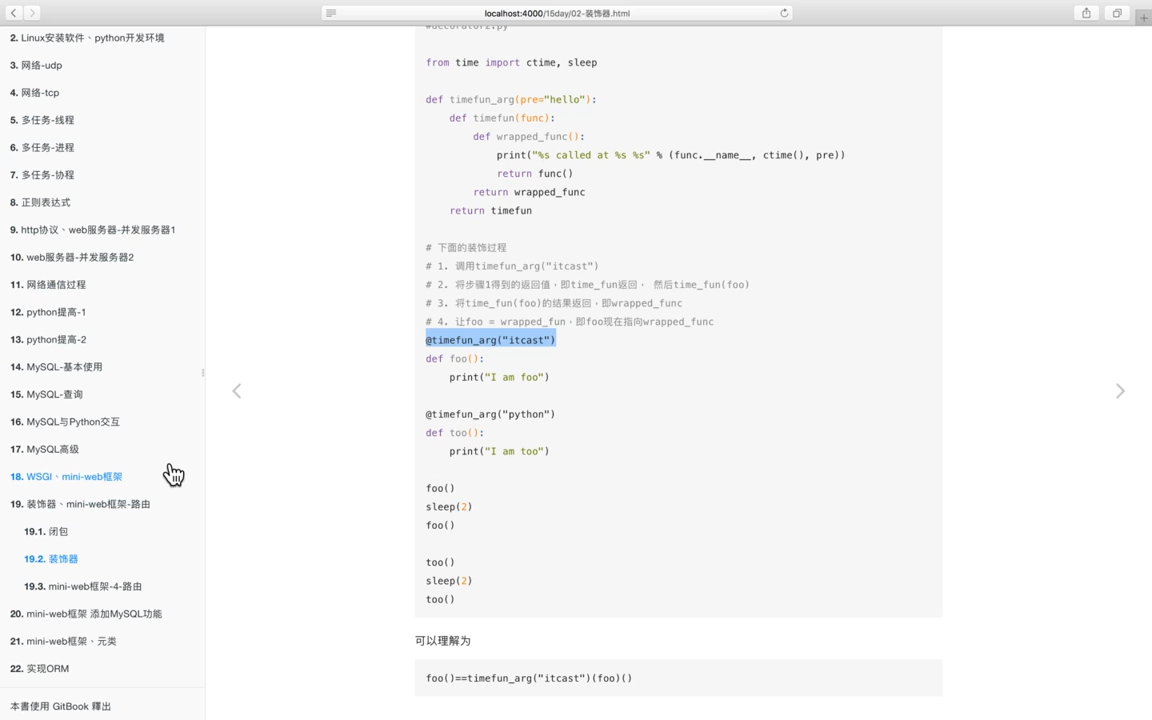 localhost:4000/15day/02-装饰器.html
2. Linux安装软件、python开发环境
3. 网络-udp
4. 网络-tcp
5. 多任务-线程
6. 多任务-进程
7. 多任务-协程
8. 正则表达式
9. http协议、web服务器-并发服务器1
10. web服务器-并发服务器2
11. 网络通信过程
12. python提高-1
13. python提高-2
14. MySQL-基本使用
15. MySQL-查询
16. MySQL与Python交互
17. MySQL高级
18. WSGI、mini-web框架
19. 装饰器、mini-web框架-路由
19.1. 闭包
19.2. 装饰器
19.3. mini-web框架-4-路由
20. mini-web框架 添加MySQL功能
21. mini-web框架、元类
22. 实现ORM
本書使用 GitBook 釋出
#decorator2.py
from time import ctime, sleep
def timefun_arg(pre="hello"):
    def timefun(func):
        def wrapped_func():
            print("%s called at %s %s" % (func.__name__, ctime(), pre))
            return func()
        return wrapped_func
    return timefun
# 下面的装饰过程
# 1. 调用timefun_arg("itcast")
# 2. 将步骤1得到的返回值，即time_fun返回， 然后time_fun(foo)
# 3. 将time_fun(foo)的结果返回，即wrapped_func
# 4. 让foo = wrapped_fun，即foo现在指向wrapped_func
@timefun_arg("itcast")
def foo():
    print("I am foo")
@timefun_arg("python")
def too():
    print("I am too")
foo()
sleep(2)
foo()
too()
sleep(2)
too()
可以理解为
foo()==timefun_arg("itcast")(foo)()